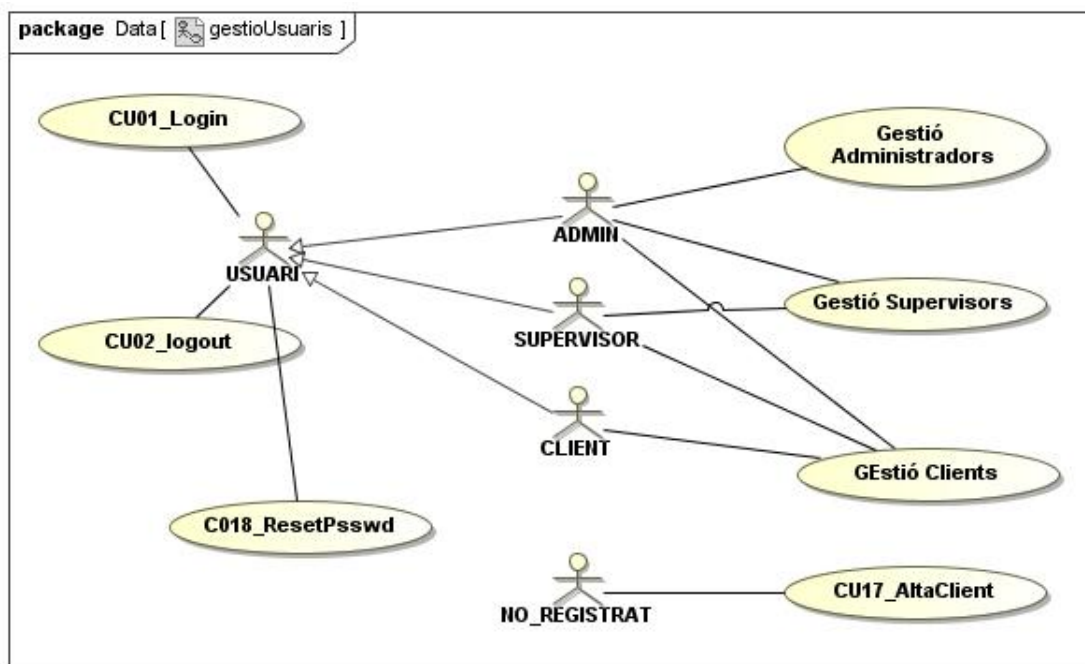 package Data [ gestioUsuaris ]
CU01_Login
Gestió
Administradors
ADMIN
USUARI
Gestió Supervisors
SUPERVISOR
CU02_logout
CLIENT
GEstió Clients
C018_ResetPsswd
CU17_AltaClient
NO_REGISTRAT